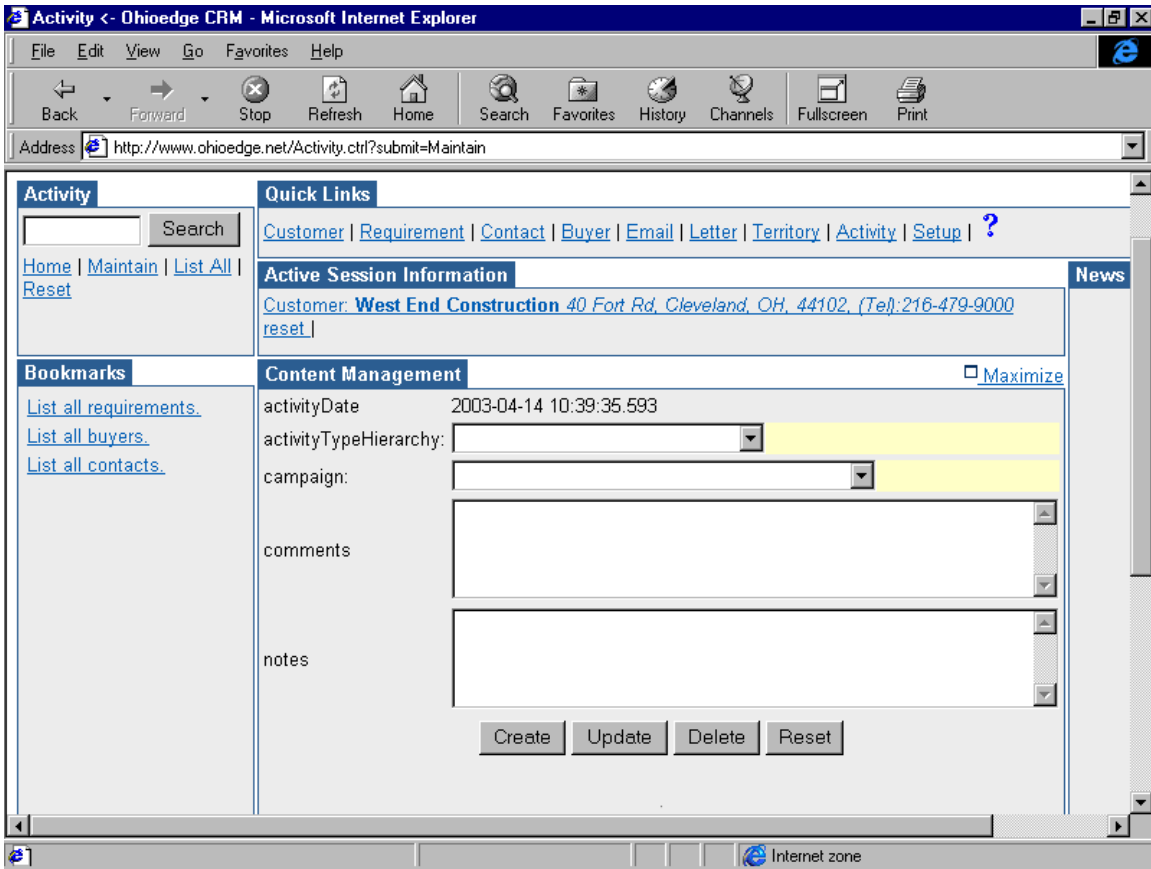 Activity <- Ohioedge CRM - Microsoft Internet Explorer
File Edit View Go Favorites Help
Back Forward Stop Refresh Home Search Favorites History Channels Fullscreen Print
Address http://www.ohioedge.net/Activity.ctrl?submit=Maintain
Activity
Search
Home | Maintain | List All |
Reset
Quick Links
Customer | Requirement | Contact | Buyer | Email | Letter | Territory | Activity | Setup | ?
Active Session Information
Customer: West End Construction 40 Fort Rd, Cleveland, OH, 44102, (Tel):216-479-9000
reset |
News
Bookmarks
List all requirements.
List all buyers.
List all contacts.
Content Management
Maximize
activityDate 2003-04-14 10:39:35.593
activityTypeHierarchy:
campaign:
comments
notes
Create Update Delete Reset
Internet zone